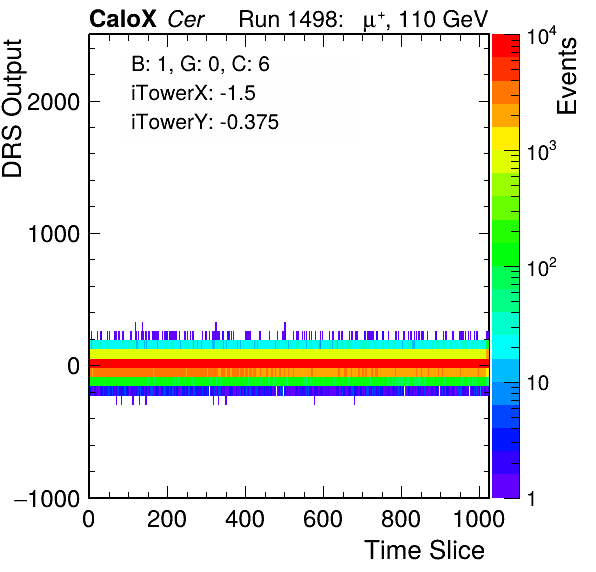 CaloX Cer Run 1498: μ⁺, 110 GeV
B: 1, G: 0, C: 6
iTowerX: -1.5
iTowerY: -0.375
DRS Output
2000
1000
0
−1000
0 200 400 600 800 1000
Time Slice
10⁴
10³
10²
10
1
Events